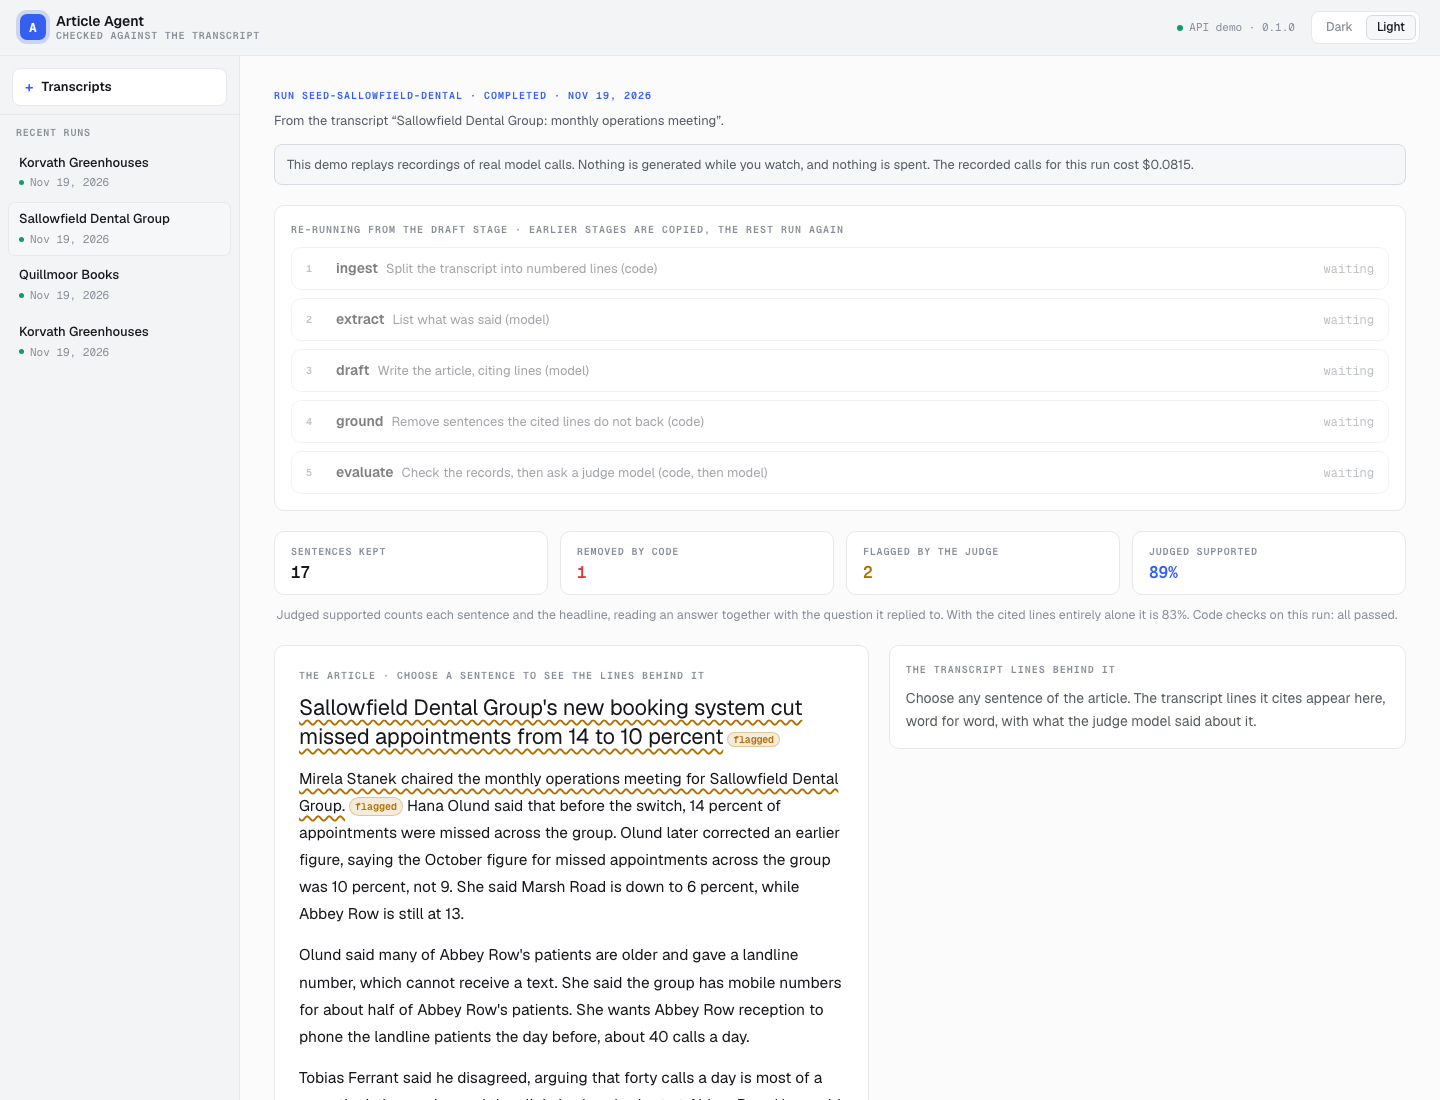 A
Article Agent
CHECKED AGAINST THE TRANSCRIPT
API demo · 0.1.0
Dark
Light
+ Transcripts
RECENT RUNS
Korvath Greenhouses
Nov 19, 2026
Sallowfield Dental Group
Nov 19, 2026
Quillmoor Books
Nov 19, 2026
Korvath Greenhouses
Nov 19, 2026
RUN SEED-SALLOWFIELD-DENTAL · COMPLETED · NOV 19, 2026
From the transcript “Sallowfield Dental Group: monthly operations meeting”.
This demo replays recordings of real model calls. Nothing is generated while you watch, and nothing is spent. The recorded calls for this run cost $0.0815.
RE-RUNNING FROM THE DRAFT STAGE · EARLIER STAGES ARE COPIED, THE REST RUN AGAIN
1 ingest Split the transcript into numbered lines (code) waiting
2 extract List what was said (model) waiting
3 draft Write the article, citing lines (model) waiting
4 ground Remove sentences the cited lines do not back (code) waiting
5 evaluate Check the records, then ask a judge model (code, then model) waiting
SENTENCES KEPT
17
REMOVED BY CODE
1
FLAGGED BY THE JUDGE
2
JUDGED SUPPORTED
89%
Judged supported counts each sentence and the headline, reading an answer together with the question it replied to. With the cited lines entirely alone it is 83%. Code checks on this run: all passed.
THE ARTICLE · CHOOSE A SENTENCE TO SEE THE LINES BEHIND IT
Sallowfield Dental Group's new booking system cut
missed appointments from 14 to 10 percent flagged
Mirela Stanek chaired the monthly operations meeting for Sallowfield Dental
Group. flagged Hana Olund said that before the switch, 14 percent of
appointments were missed across the group. Olund later corrected an earlier
figure, saying the October figure for missed appointments across the group
was 10 percent, not 9. She said Marsh Road is down to 6 percent, while
Abbey Row is still at 13.
Olund said many of Abbey Row's patients are older and gave a landline
number, which cannot receive a text. She said the group has mobile numbers
for about half of Abbey Row's patients. She wants Abbey Row reception to
phone the landline patients the day before, about 40 calls a day.
Tobias Ferrant said he disagreed, arguing that forty calls a day is most of a
THE TRANSCRIPT LINES BEHIND IT
Choose any sentence of the article. The transcript lines it cites appear here,
word for word, with what the judge model said about it.